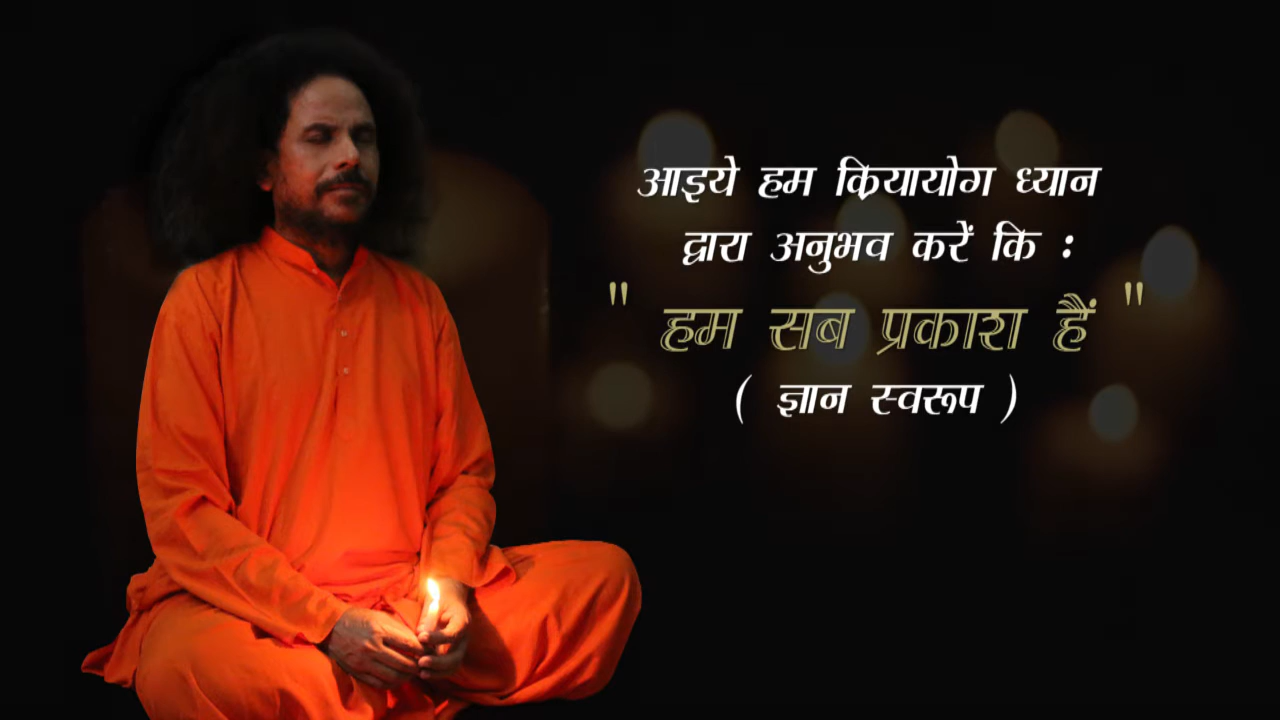 आइये हम क्रियायोग ध्यान
द्वारा अनुभव करें कि :
" हम सब प्रकाश हैं "
( ज्ञान स्वरूप )